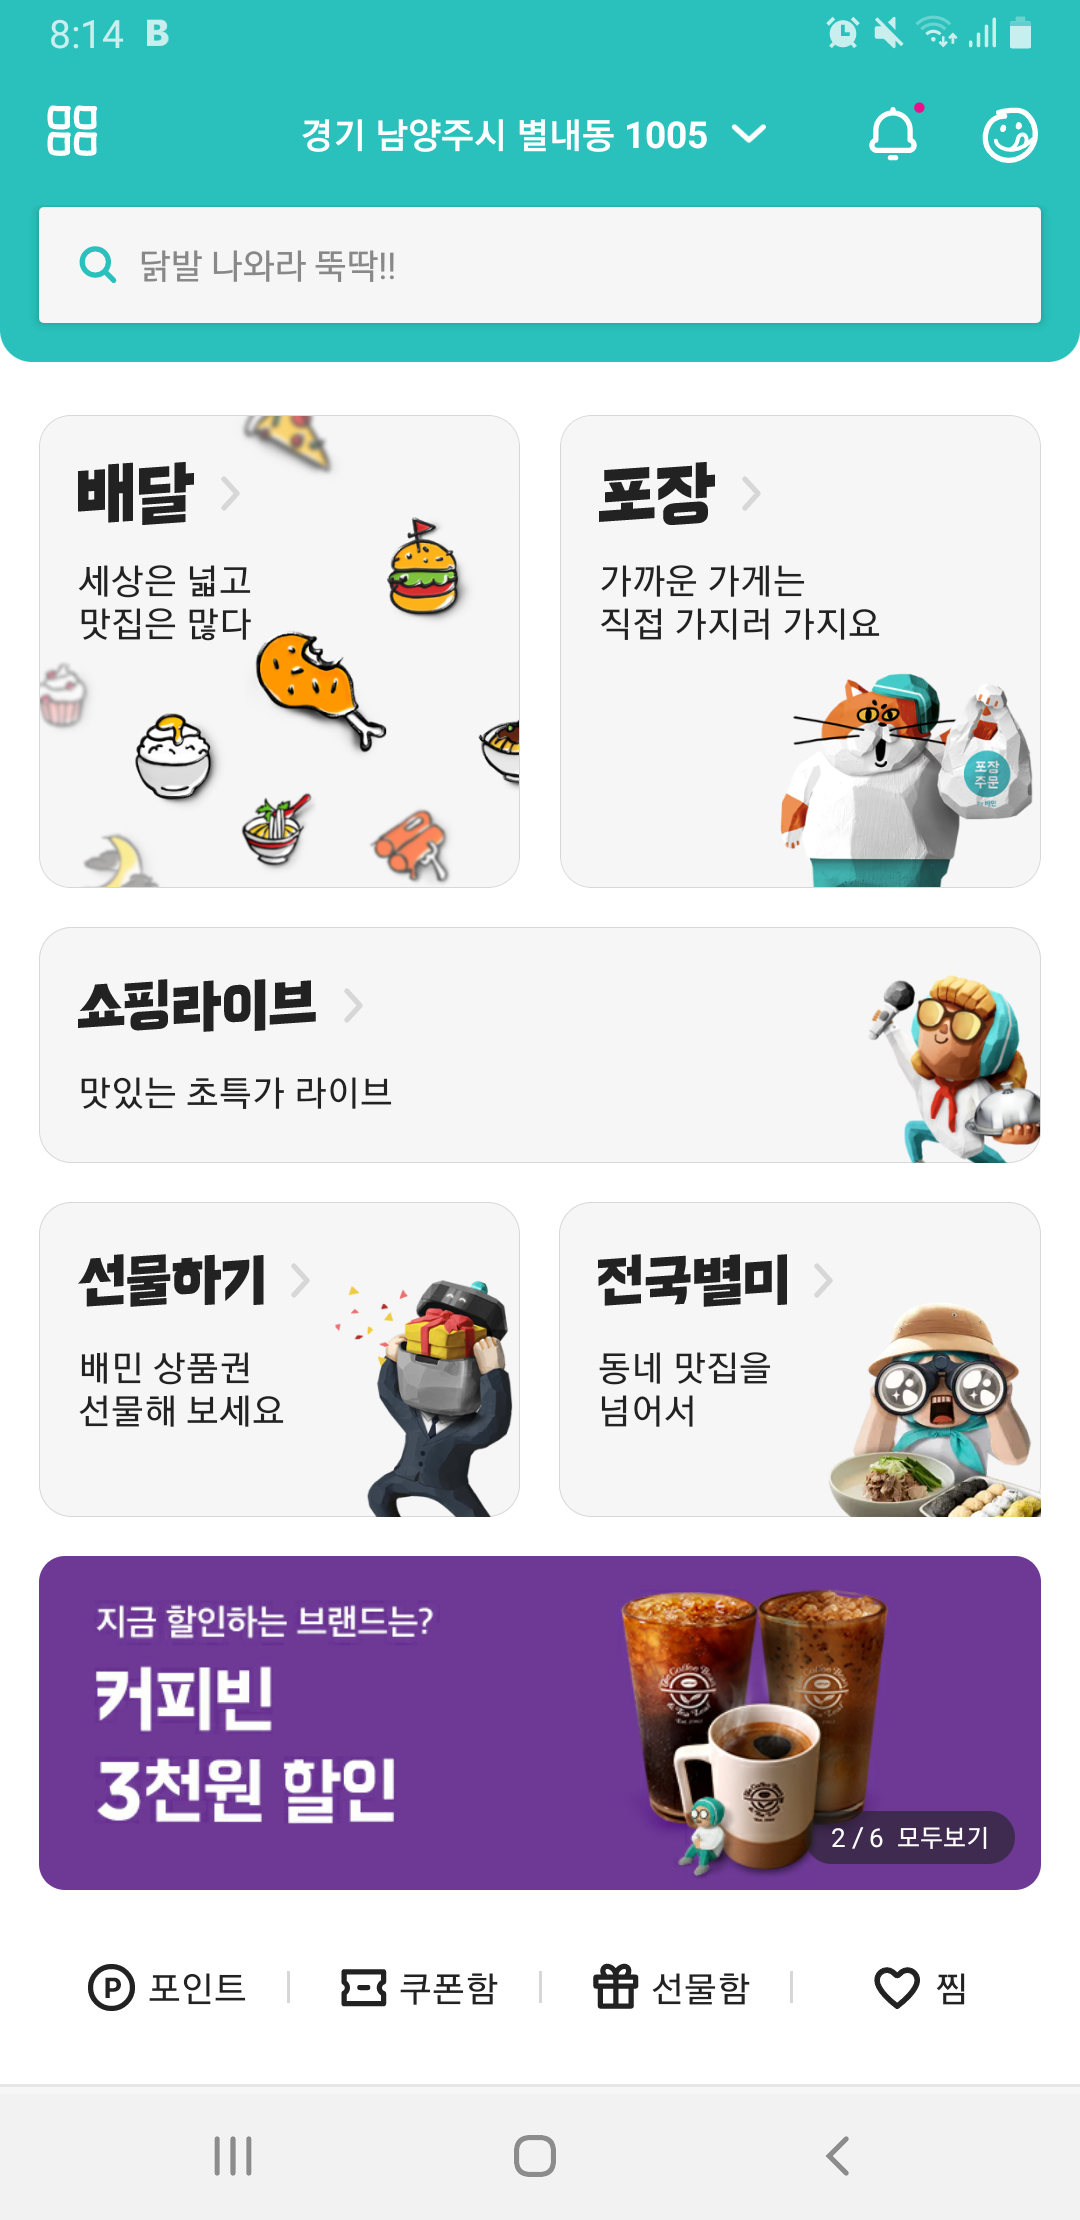 8:14 B
경기 남양주시 별내동 1005
닭발 나와라 뚝딱!!
배달
세상은 넓고
맛집은 많다
포장
가까운 가게는
직접 가지러 가지요
포장
주문
쇼핑라이브
맛있는 초특가 라이브
선물하기
배민 상품권
선물해 보세요
전국별미
동네 맛집을
넘어서
지금 할인하는 브랜드는?
커피빈
3천원 할인
The Coffee Bean
& Tea Leaf
2 / 6 모두보기
P 포인트
쿠폰함
선물함
찜